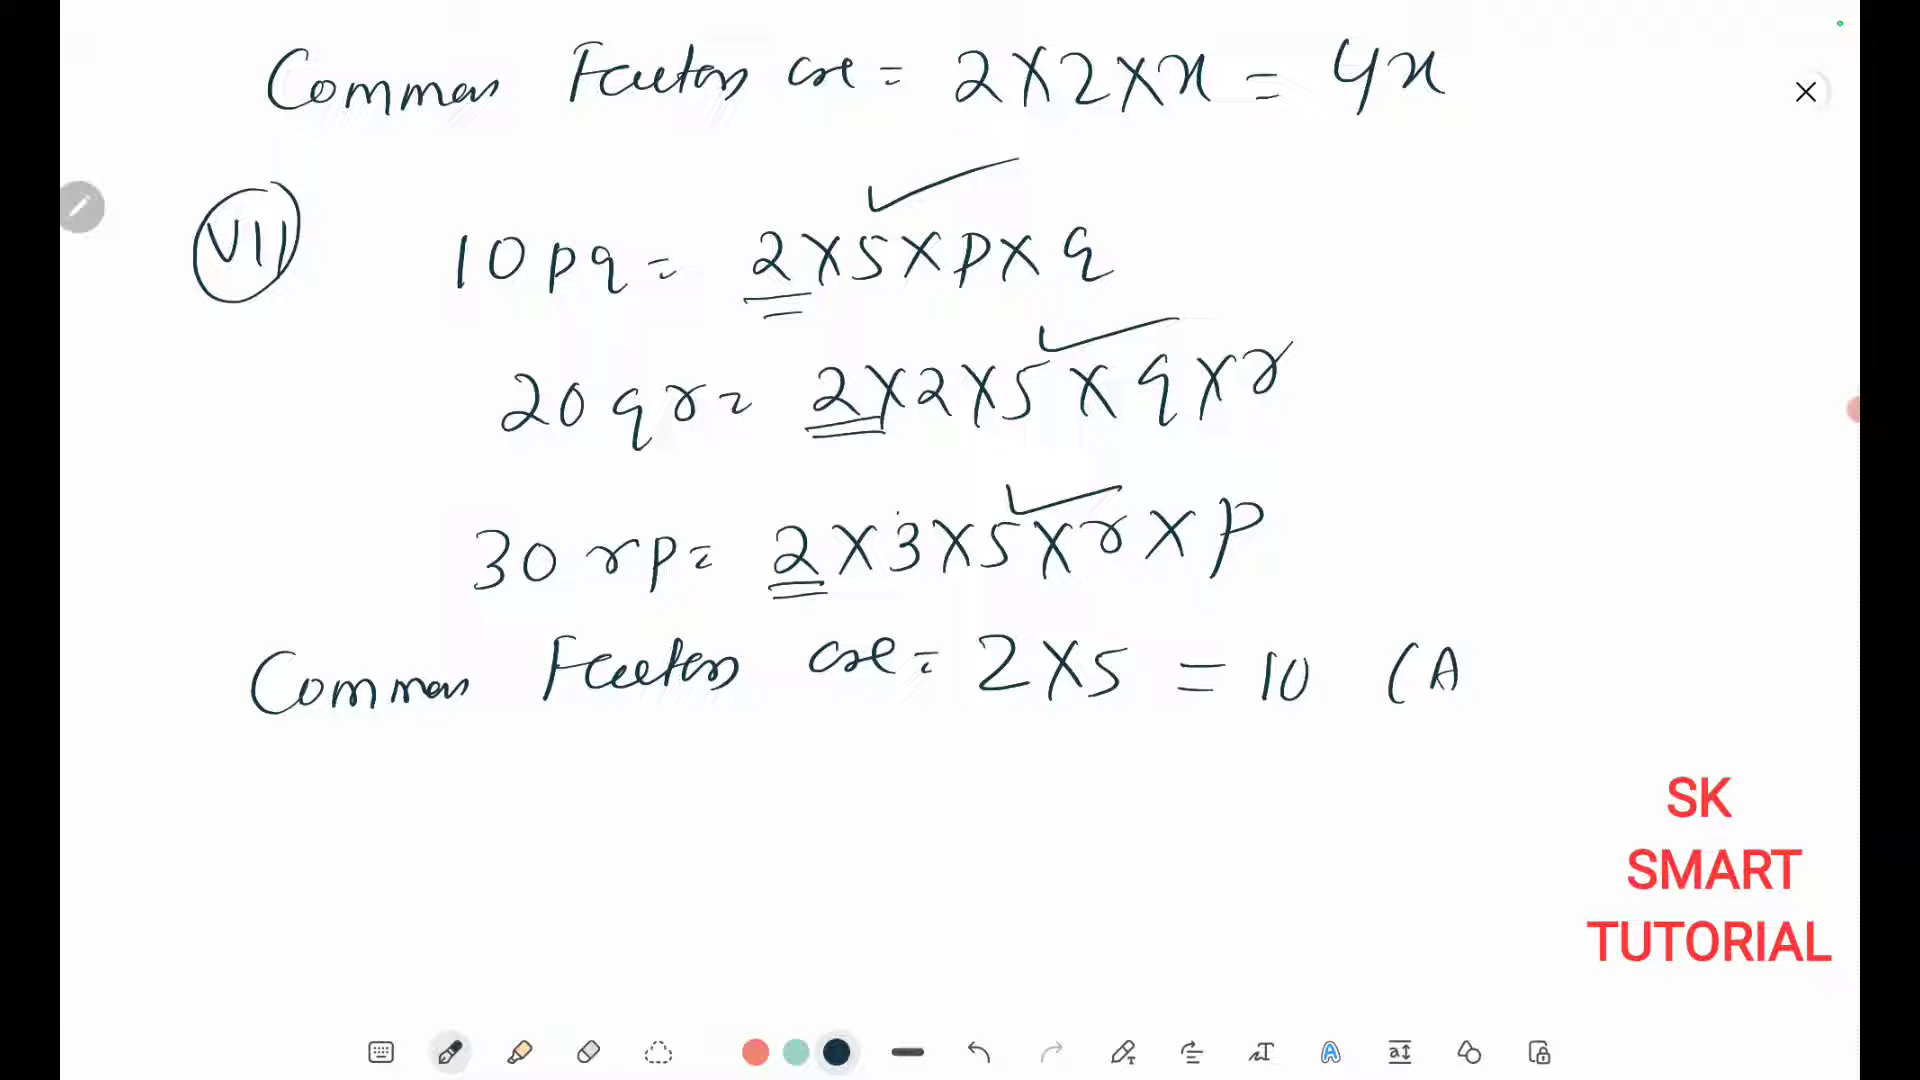 Common Factors are = 2×2×x = 4x
VII 10pq = 2×5×p×q
20qr = 2×2×5×q×r
30rp = 2×3×5×r×p
Common Factors are = 2×5 = 10 (A
SK
SMART
TUTORIAL